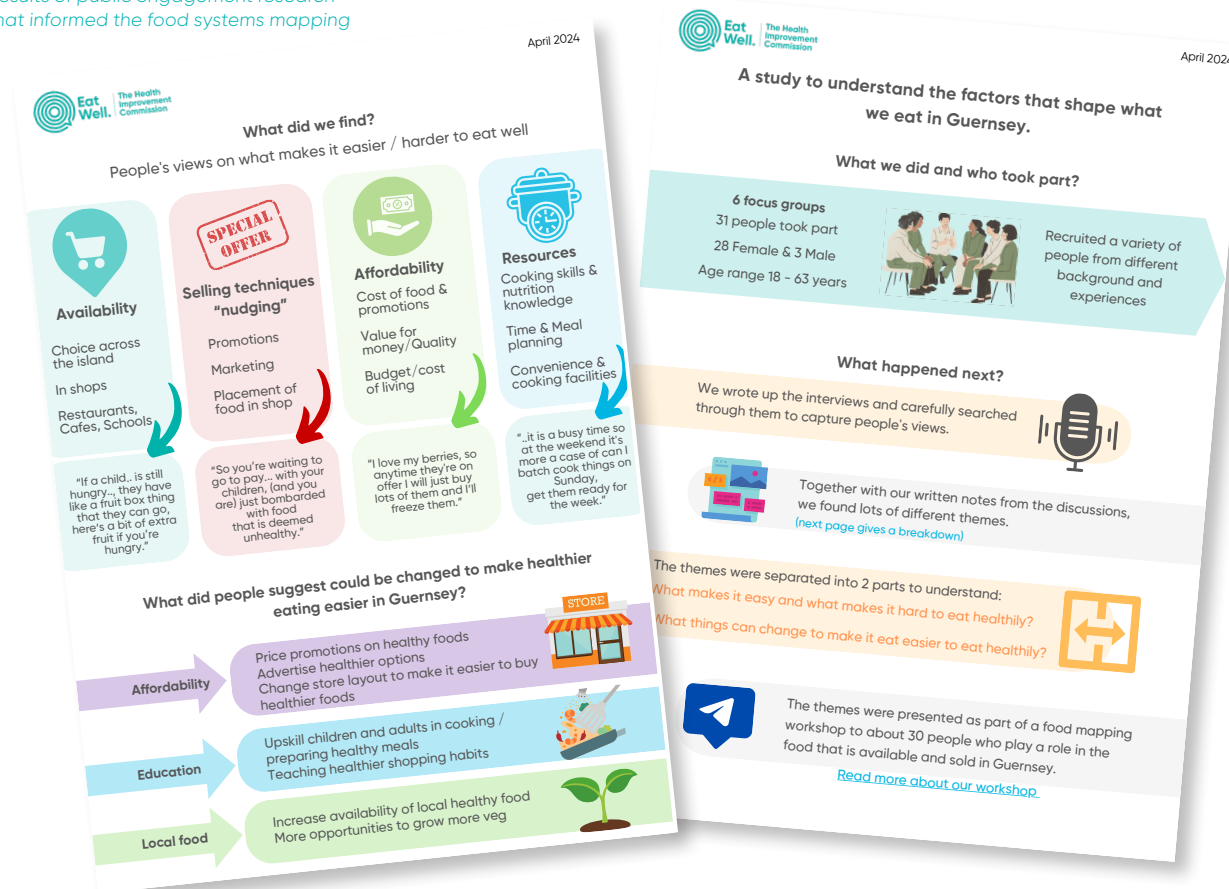 results of public engagement research
that informed the food systems mapping
April 2024
Eat Well.
The Health Improvement Commission
What did we find?
People's views on what makes it easier / harder to eat well
Availability
Choice across
the island
In shops
Restaurants,
Cafes, Schools
"If a child.. is still
hungry.., they have
like a fruit box thing
that they can go,
here's a bit of extra
fruit if you're
hungry."
SPECIAL
OFFER
Selling techniques
"nudging"
Promotions
Marketing
Placement of
food in shop
"So you're waiting to
go to pay... with your
children, (and you
are) just bombarded
with food
that is deemed
unhealthy."
Affordability
Cost of food &
promotions
Value for
money/Quality
Budget/cost
of living
"I love my berries, so
anytime they're on
offer I will just buy
lots of them and I'll
freeze them."
Resources
Cooking skills &
nutrition
knowledge
Time & Meal
planning
Convenience &
cooking facilities
"..it is a busy time so
at the weekend it's
more a case of can I
batch cook things on
Sunday,
get them ready for
the week."
What did people suggest could be changed to make healthier
eating easier in Guernsey?
Affordability
Price promotions on healthy foods
Advertise healthier options
Change store layout to make it easier to buy
healthier foods
STORE
Education
Upskill children and adults in cooking /
preparing healthy meals
Teaching healthier shopping habits
Local food
Increase availability of local healthy food
More opportunities to grow more veg
Eat Well.
The Health Improvement Commission
April 2024
A study to understand the factors that shape what
we eat in Guernsey.
What we did and who took part?
6 focus groups
31 people took part
28 Female & 3 Male
Age range 18 - 63 years
Recruited a variety of
people from different
background and
experiences
What happened next?
We wrote up the interviews and carefully searched
through them to capture people's views.
Together with our written notes from the discussions,
we found lots of different themes.
(next page gives a breakdown)
The themes were separated into 2 parts to understand:
What makes it easy and what makes it hard to eat healthily?
What things can change to make it eat easier to eat healthily?
The themes were presented as part of a food mapping
workshop to about 30 people who play a role in the
food that is available and sold in Guernsey.
Read more about our workshop